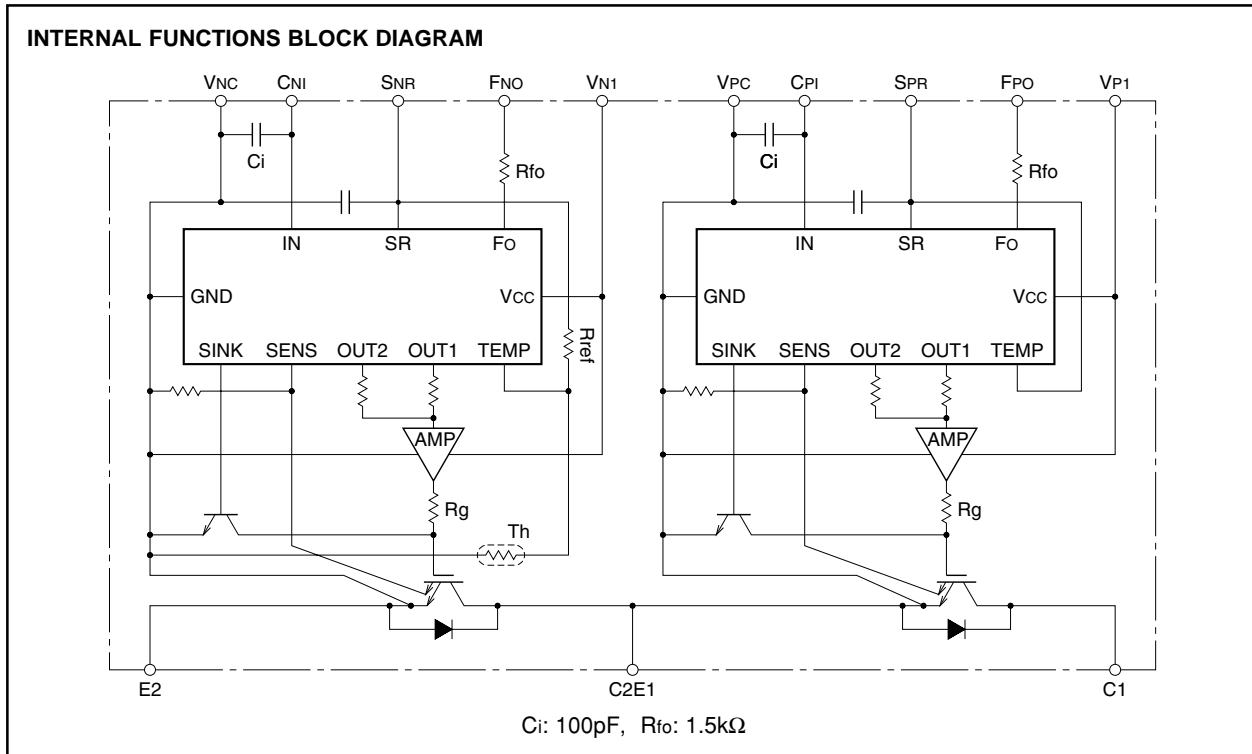 INTERNAL FUNCTIONS BLOCK DIAGRAM
VNC CNI SNR FNO VN1 VPC CPI SPR FPO VP1
Ci Rfo Ci Rfo
IN SR FO IN SR FO
GND VCC GND VCC
Rref
SINK SENS OUT2 OUT1 TEMP SINK SENS OUT2 OUT1 TEMP
AMP AMP
Rg Rg
Th
E2 C2E1 C1
Ci: 100pF, Rfo: 1.5kΩ